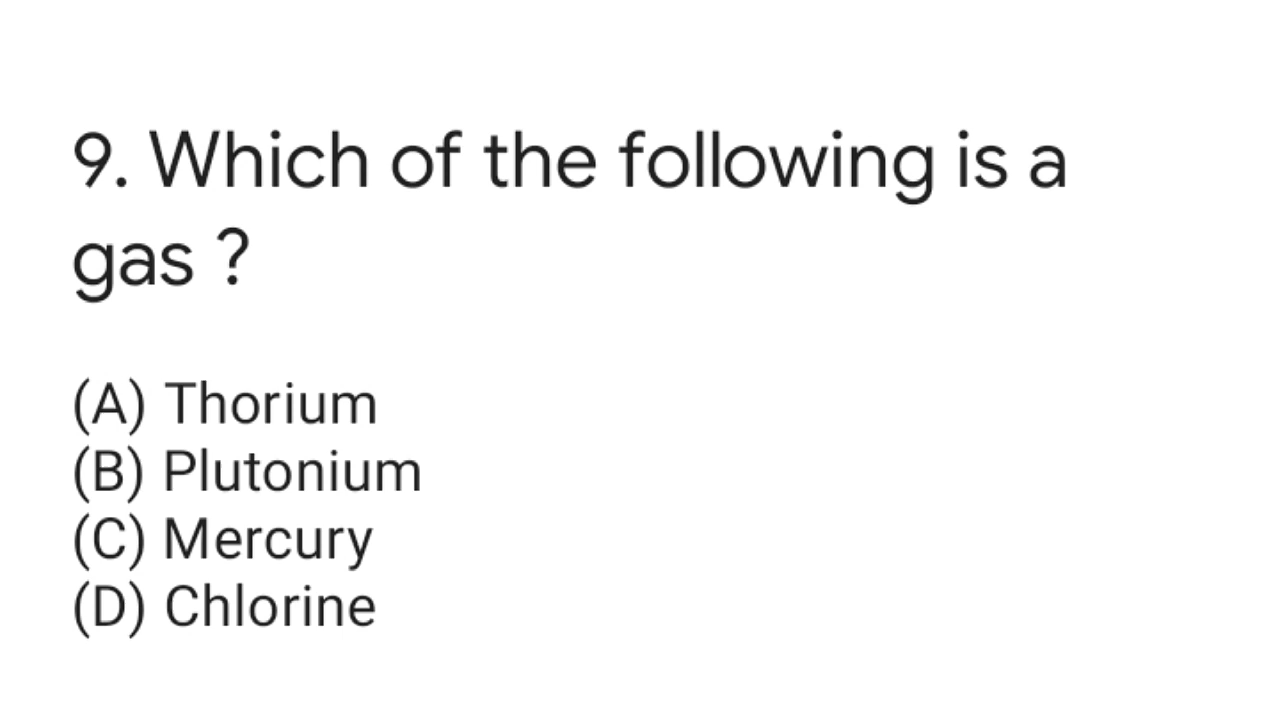 9. Which of the following is a
gas ?
(A) Thorium
(B) Plutonium
(C) Mercury
(D) Chlorine